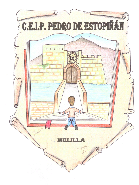 C.E.I.P. PEDRO DE ESTOPIÑÁN
MELILLA